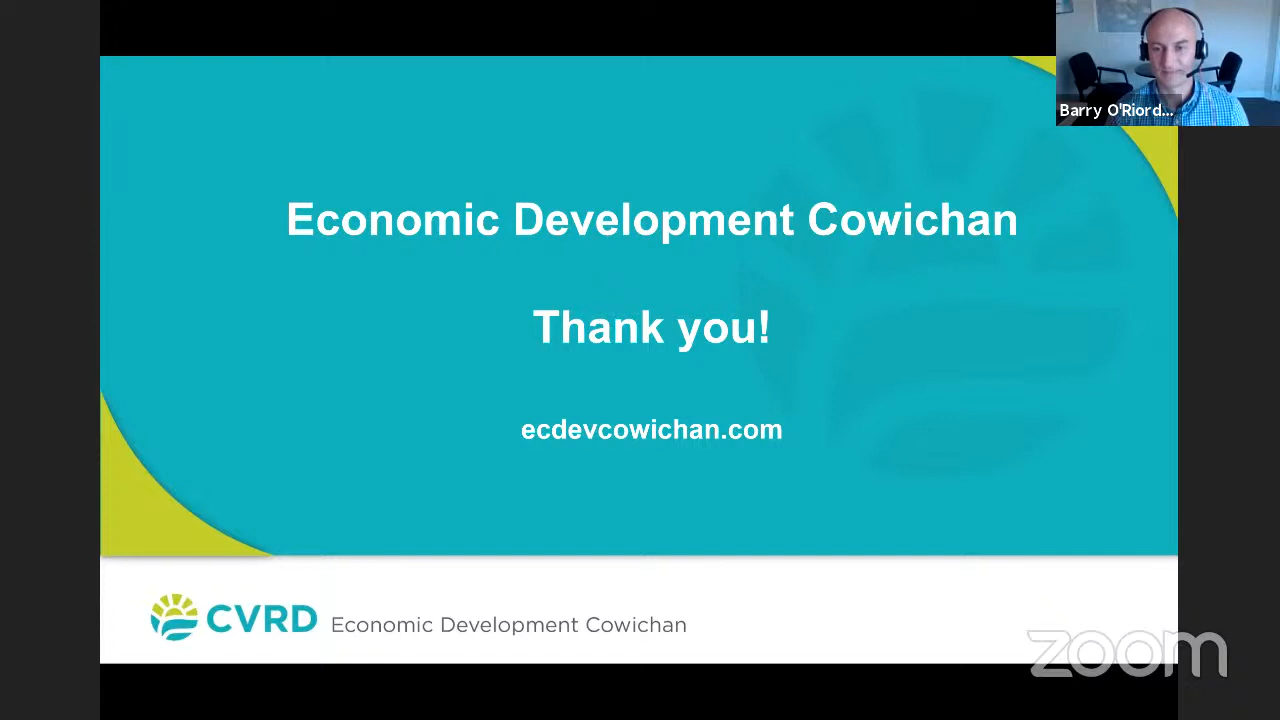 Barry O'Riord...
Economic Development Cowichan
Thank you!
ecdevcowichan.com
CVRD Economic Development Cowichan
zoom